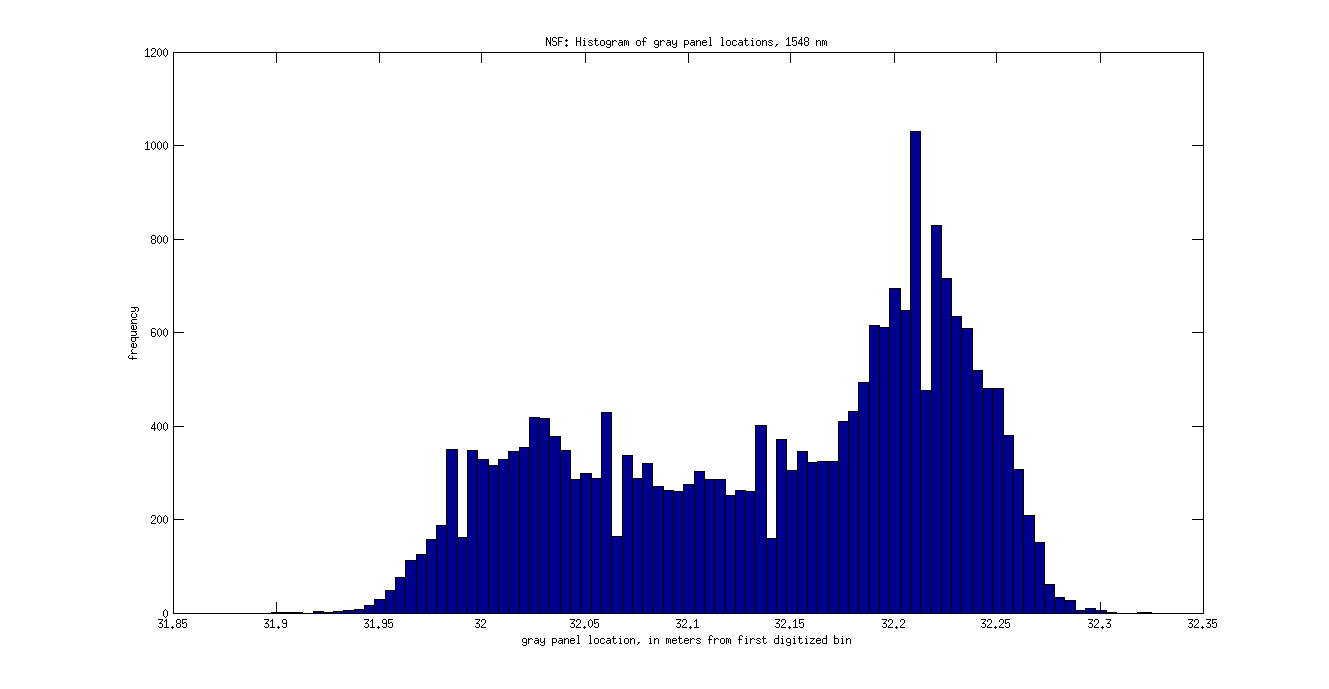 NSF: Histogram of gray panel locations, 1548 nm
1200
1000
800
600
400
200
0
frequency
31.85 31.9 31.95 32 32.05 32.1 32.15 32.2 32.25 32.3 32.35
gray panel location, in meters from first digitized bin